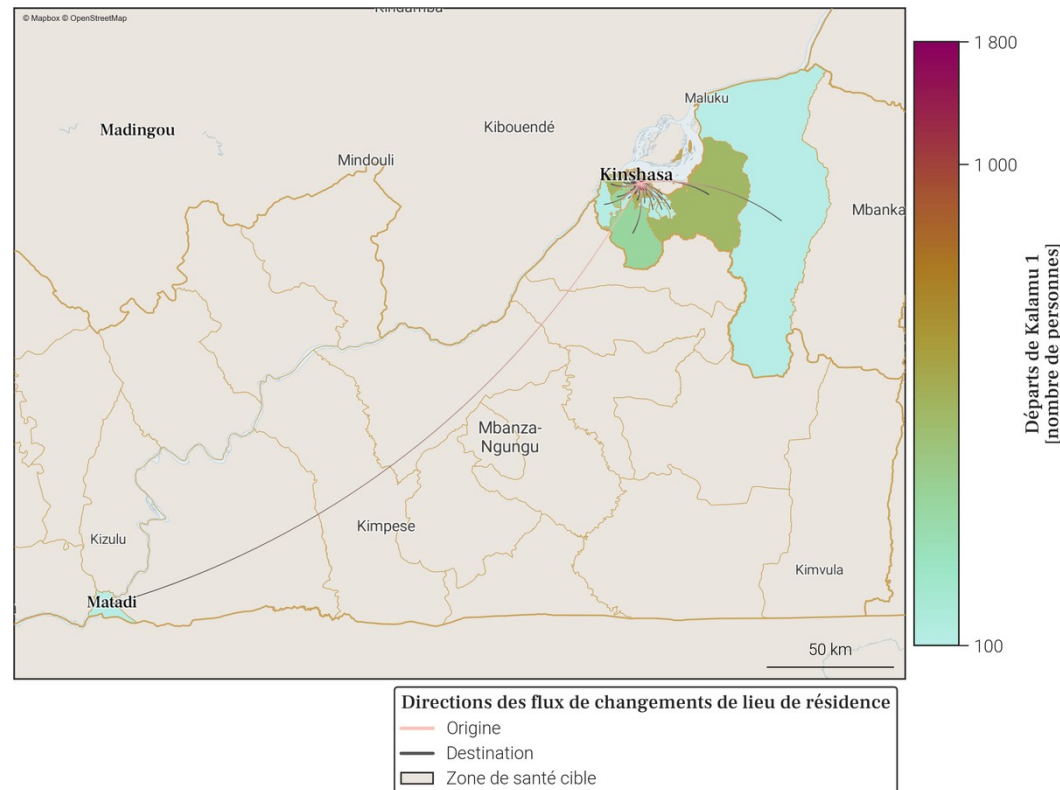 © Mapbox © OpenStreetMap
Kindamba
Madingou
Mindouli
Kibouendé
Maluku
Kinshasa
Mbanka
Mbanza-
Ngungu
Kimpese
Kizulu
Matadi
Kimvula
50 km
1 800
1 000
100
Départs de Kalamu 1
[nombre de personnes]
Directions des flux de changements de lieu de résidence
Origine
Destination
Zone de santé cible